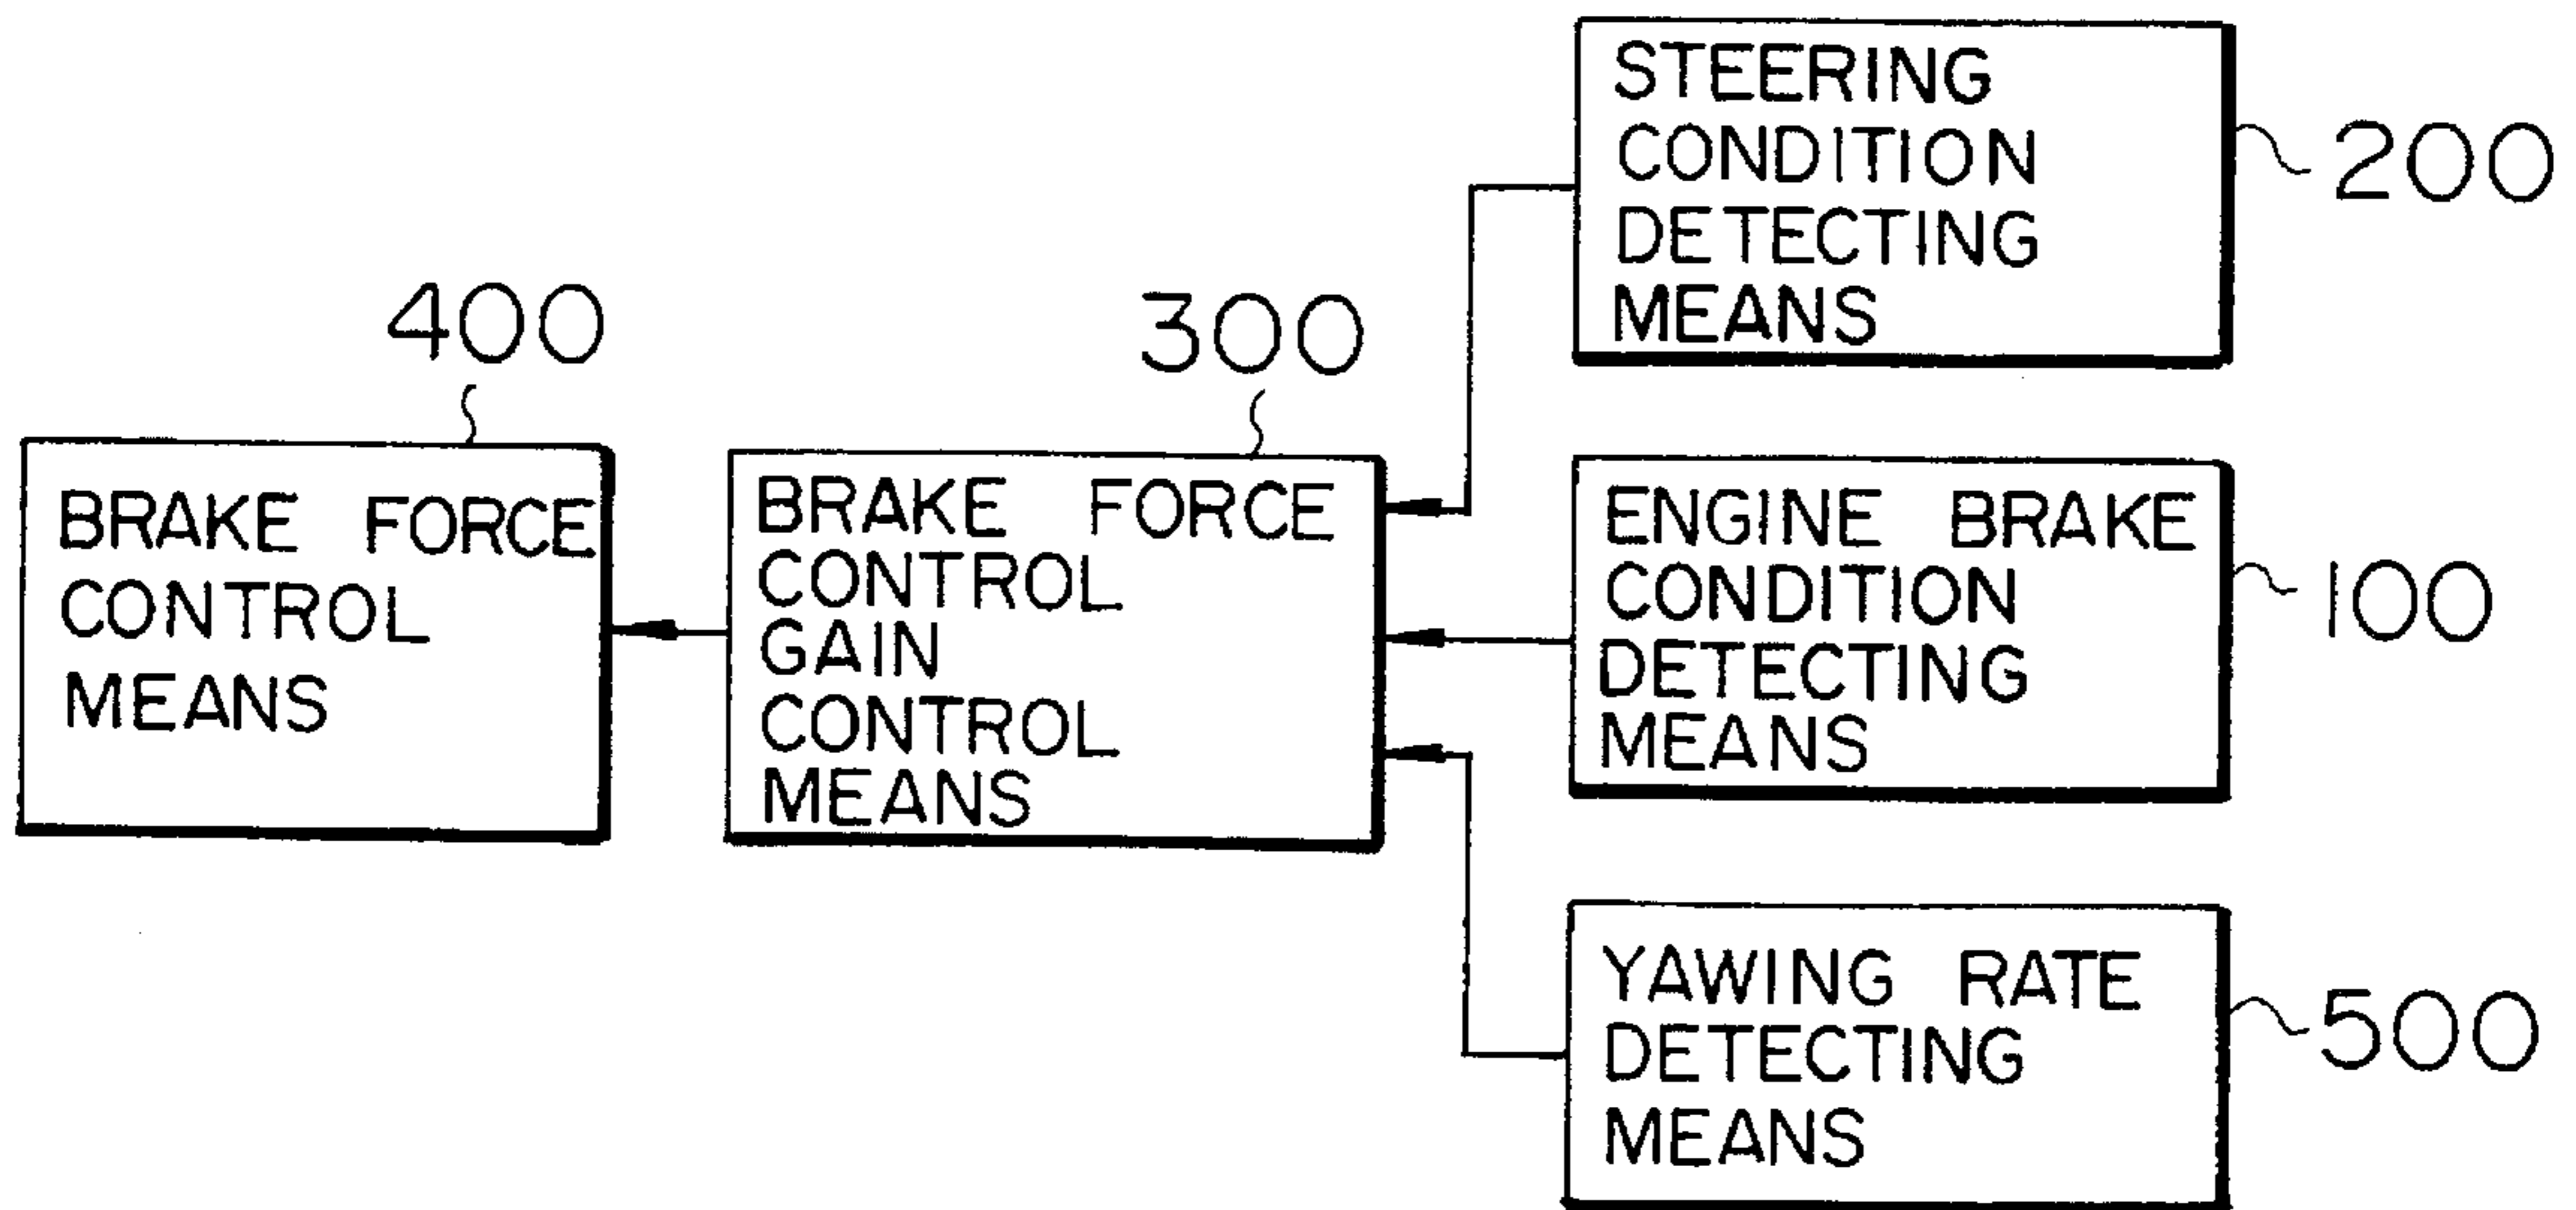 400
BRAKE FORCE
CONTROL
MEANS
300
BRAKE FORCE
CONTROL
GAIN
CONTROL
MEANS
STEERING
CONDITION
DETECTING
MEANS
200
ENGINE BRAKE
CONDITION
DETECTING
MEANS
100
YAWING RATE
DETECTING
MEANS
500